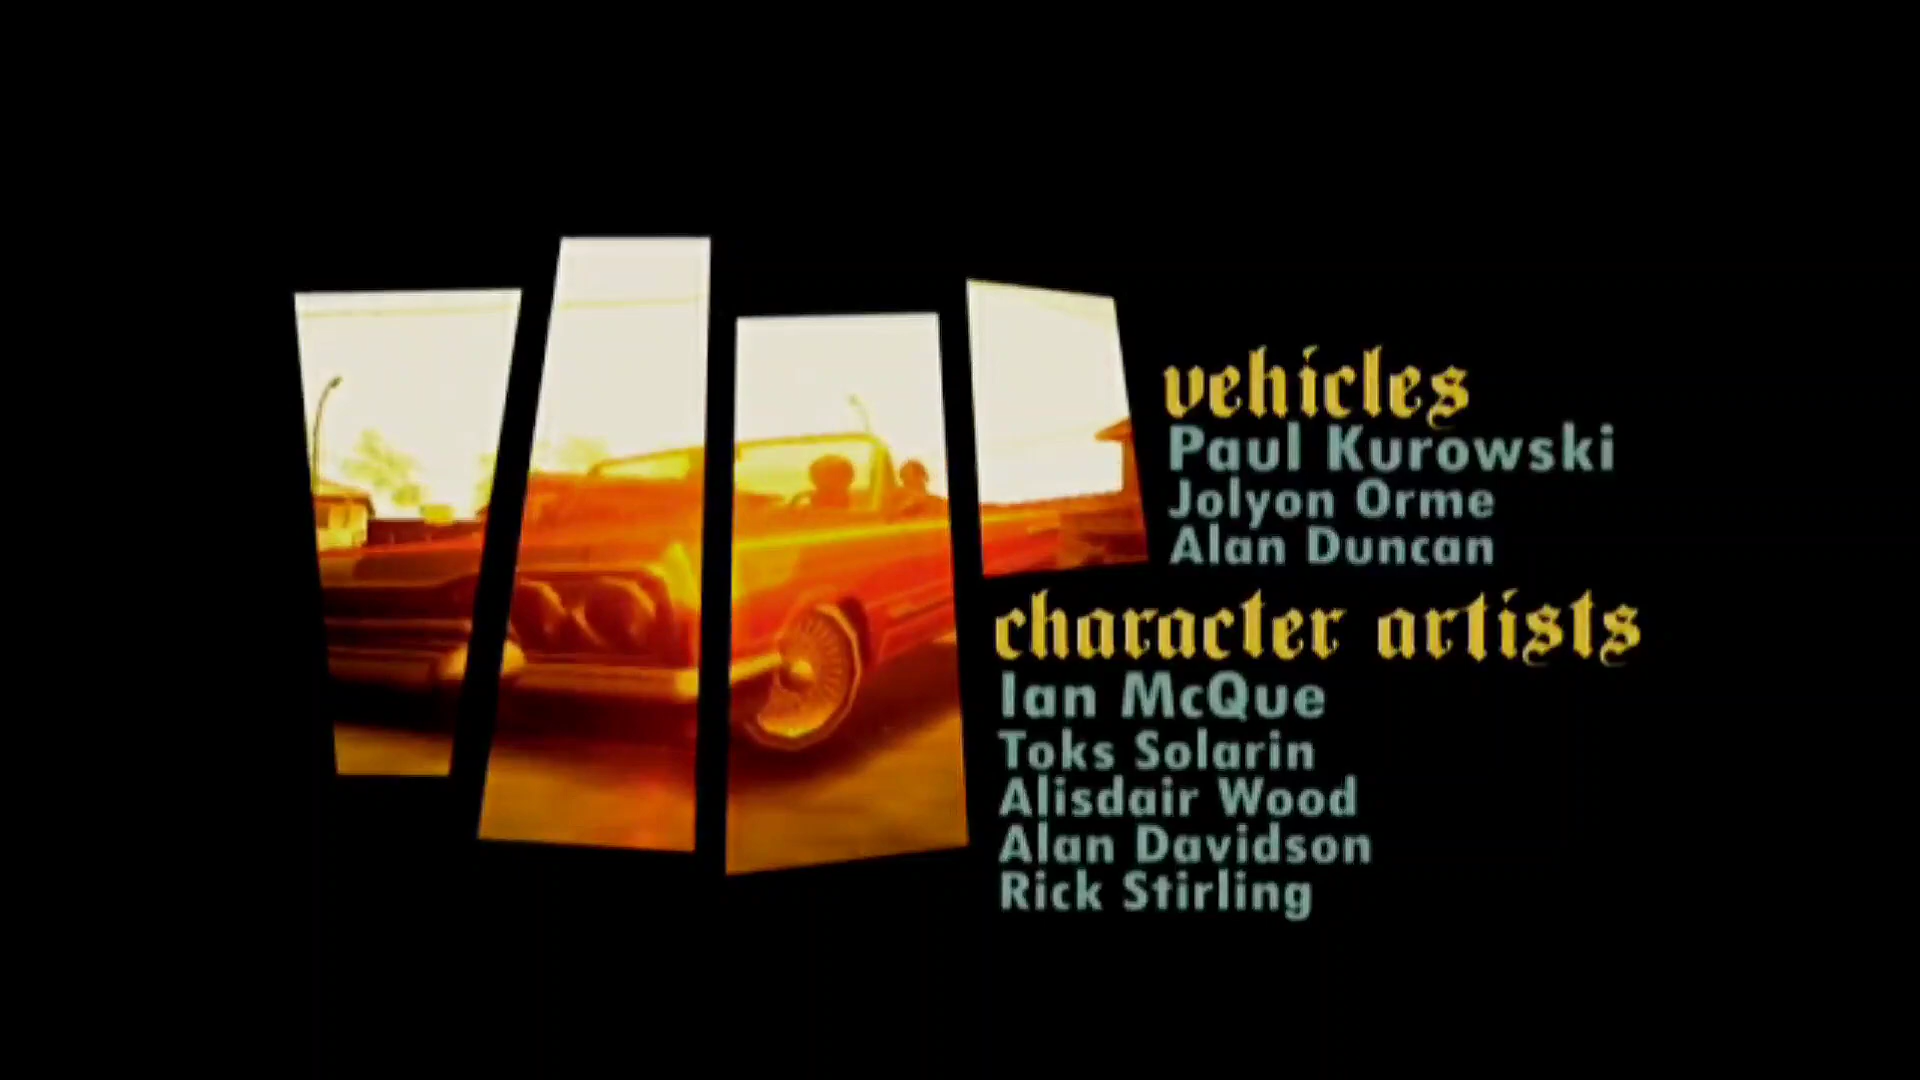 vehicles
Paul Kurowski
Jolyon Orme
Alan Duncan
character artists
Ian McQue
Toks Solarin
Alisdair Wood
Alan Davidson
Rick Stirling